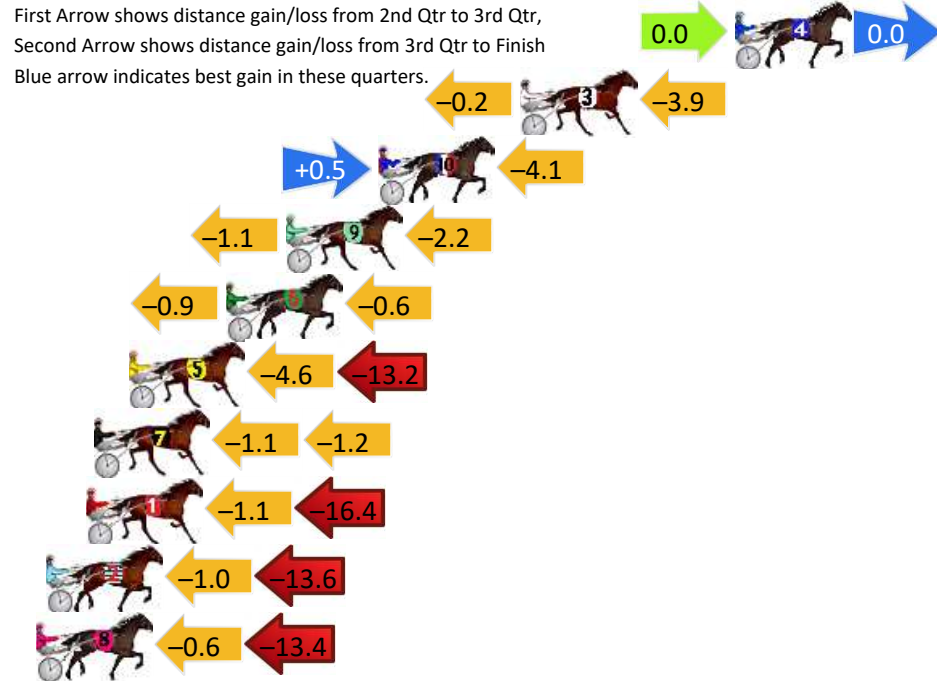 First Arrow shows distance gain/loss from 2nd Qtr to 3rd Qtr,
Second Arrow shows distance gain/loss from 3rd Qtr to Finish
Blue arrow indicates best gain in these quarters.
0.0 4 0.0
–0.2 3 –3.9
+0.5 10 –4.1
–1.1 9 –2.2
–0.9 6 –0.6
5 –4.6 –13.2
7 –1.1 –1.2
1 –1.1 –16.4
2 –1.0 –13.6
8 –0.6 –13.4